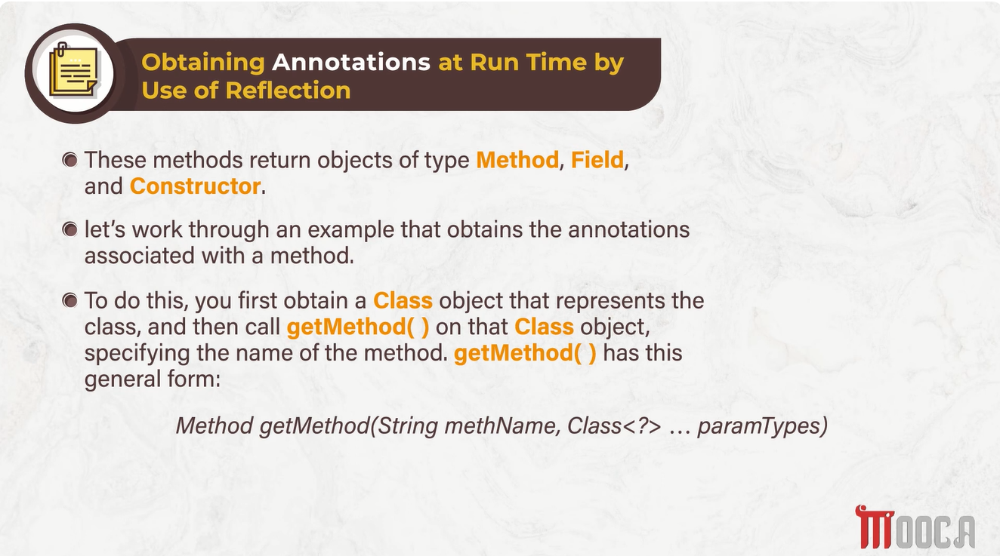 Obtaining Annotations at Run Time by
Use of Reflection
These methods return objects of type Method, Field,
and Constructor.
let’s work through an example that obtains the annotations
associated with a method.
To do this, you first obtain a Class object that represents the
class, and then call getMethod( ) on that Class object,
specifying the name of the method. getMethod( ) has this
general form:
Method getMethod(String methName, Class<?> … paramTypes)
MOOCA